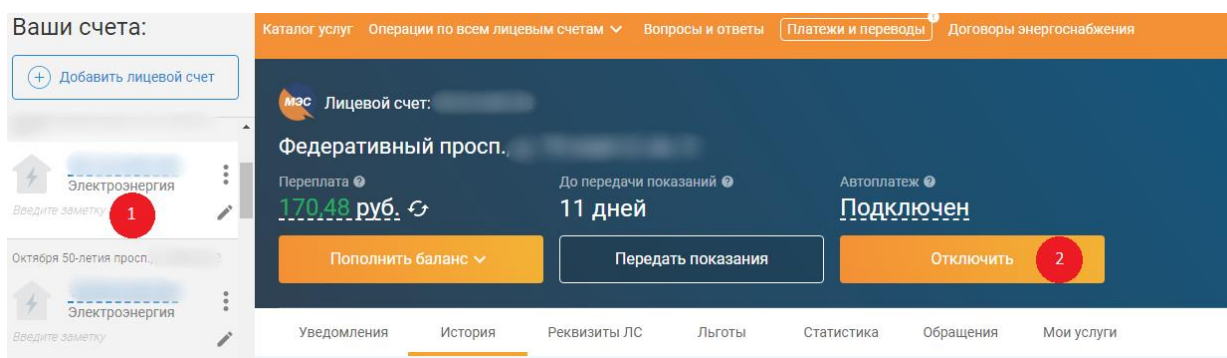 Ваши счета:
Добавить лицевой счет
Электроэнергия
Введите заметку
1
Октября 50-летия просп.,
Электроэнергия
Введите заметку
Каталог услуг Операции по всем лицевым счетам Вопросы и ответы Платежи и переводы Договоры энергоснабжения
мэс Лицевой счет:
Федеративный просп.,
Переплата До передачи показаний Автоплатеж
170,48 руб. 11 дней Подключен
Пополнить баланс Передать показания Отключить 2
Уведомления История Реквизиты ЛС Льготы Статистика Обращения Мои услуги